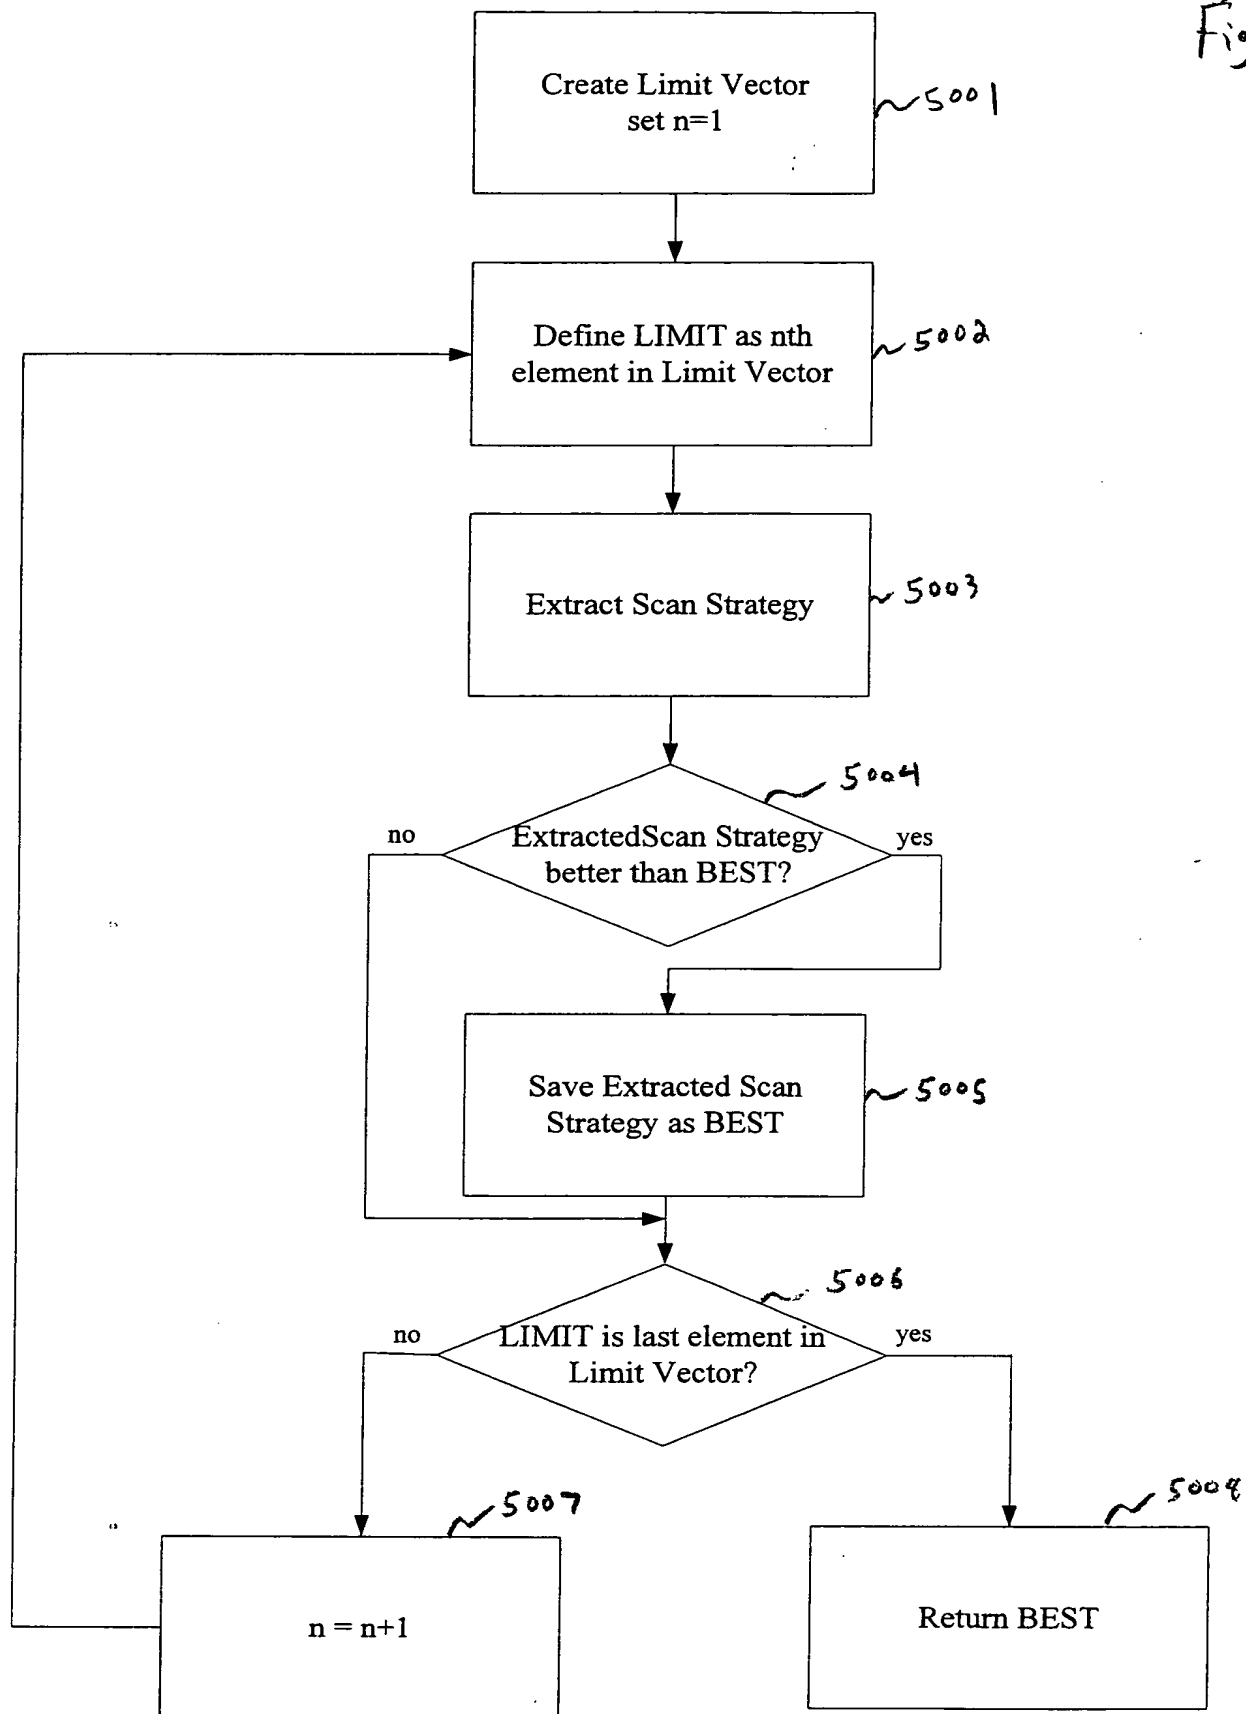 Fig
Create Limit Vector
set n=1
5001
Define LIMIT as nth
element in Limit Vector
5002
Extract Scan Strategy
5003
5004
no
ExtractedScan Strategy
better than BEST?
yes
Save Extracted Scan
Strategy as BEST
5005
5006
no
LIMIT is last element in
Limit Vector?
yes
5007
n = n+1
Return BEST